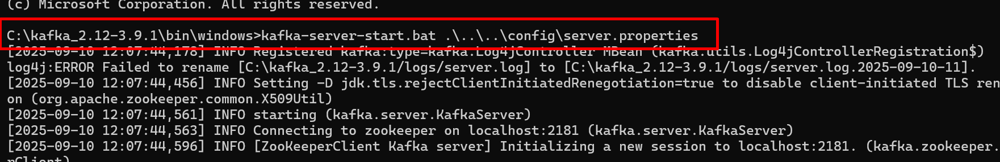 (c) Microsoft Corporation. All rights reserved.
C:\kafka_2.12-3.9.1\bin\windows>kafka-server-start.bat .\..\..\config\server.properties
[2025-09-10 12:07:44,178] INFO Registered kafka:type=kafka.Log4jController MBean (kafka.utils.Log4jControllerRegistration$)
log4j:ERROR Failed to rename [C:\kafka_2.12-3.9.1/logs/server.log] to [C:\kafka_2.12-3.9.1/logs/server.log.2025-09-10-11].
[2025-09-10 12:07:44,456] INFO Setting -D jdk.tls.rejectClientInitiatedRenegotiation=true to disable client-initiated TLS ren
on (org.apache.zookeeper.common.X509Util)
[2025-09-10 12:07:44,561] INFO starting (kafka.server.KafkaServer)
[2025-09-10 12:07:44,563] INFO Connecting to zookeeper on localhost:2181 (kafka.server.KafkaServer)
[2025-09-10 12:07:44,596] INFO [ZooKeeperClient Kafka server] Initializing a new session to localhost:2181. (kafka.zookeeper.
rClient)